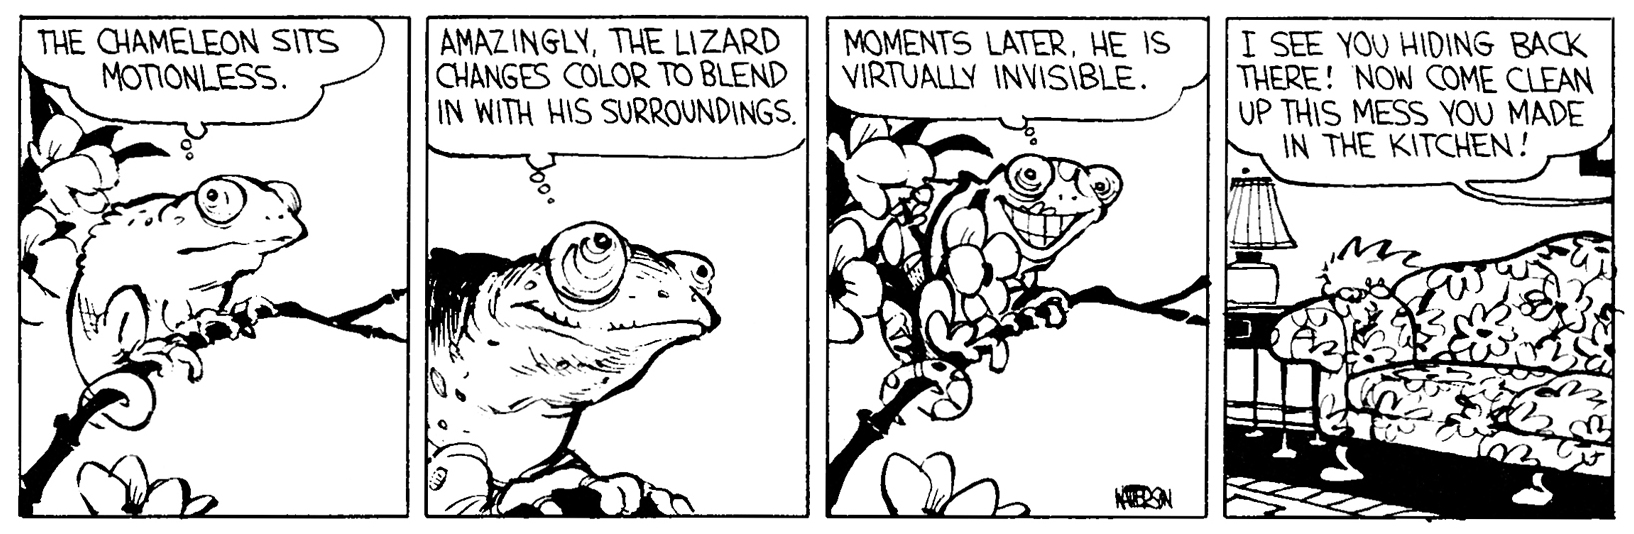 THE CHAMELEON SITS
MOTIONLESS.
AMAZINGLY, THE LIZARD
CHANGES COLOR TO BLEND
IN WITH HIS SURROUNDINGS.
MOMENTS LATER, HE IS
VIRTUALLY INVISIBLE.
WATTERSON
I SEE YOU HIDING BACK
THERE! NOW COME CLEAN
UP THIS MESS YOU MADE
IN THE KITCHEN!